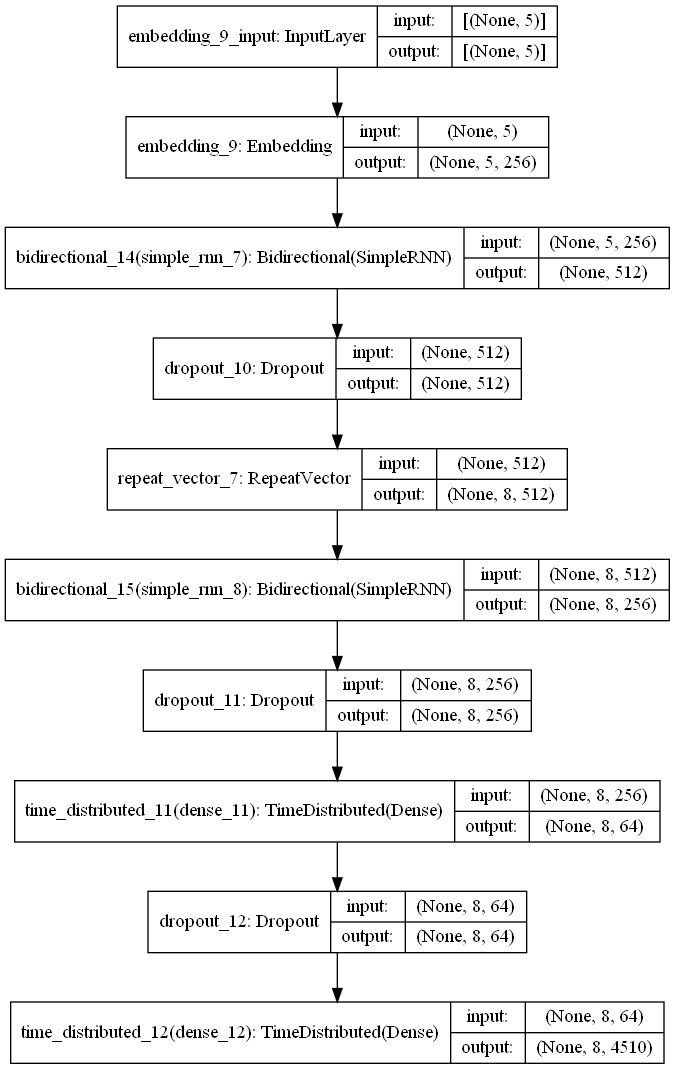 embedding_9_input: InputLayer
input: [(None, 5)]
output: [(None, 5)]
embedding_9: Embedding
input: (None, 5)
output: (None, 5, 256)
bidirectional_14(simple_rnn_7): Bidirectional(SimpleRNN)
input: (None, 5, 256)
output: (None, 512)
dropout_10: Dropout
input: (None, 512)
output: (None, 512)
repeat_vector_7: RepeatVector
input: (None, 512)
output: (None, 8, 512)
bidirectional_15(simple_rnn_8): Bidirectional(SimpleRNN)
input: (None, 8, 512)
output: (None, 8, 256)
dropout_11: Dropout
input: (None, 8, 256)
output: (None, 8, 256)
time_distributed_11(dense_11): TimeDistributed(Dense)
input: (None, 8, 256)
output: (None, 8, 64)
dropout_12: Dropout
input: (None, 8, 64)
output: (None, 8, 64)
time_distributed_12(dense_12): TimeDistributed(Dense)
input: (None, 8, 64)
output: (None, 8, 4510)